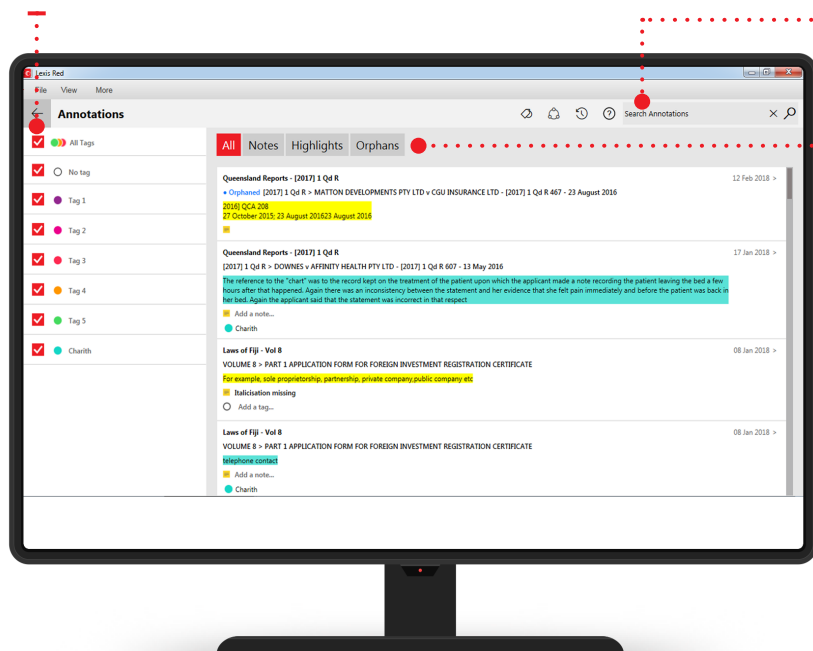 Lexis Red
File View More
Annotations
Search Annotations
All Tags
No tag
Tag 1
Tag 2
Tag 3
Tag 4
Tag 5
Charith
All Notes Highlights Orphans
Queensland Reports - [2017] 1 Qd R 12 Feb 2018 >
• Orphaned [2017] 1 Qd R > MATTON DEVELOPMENTS PTY LTD v CGU INSURANCE LTD - [2017] 1 Qd R 467 - 23 August 2016
2016] QCA 208
27 October 2015; 23 August 201623 August 2016
Queensland Reports - [2017] 1 Qd R 17 Jan 2018 >
[2017] 1 Qd R > DOWNES v AFFINITY HEALTH PTY LTD - [2017] 1 Qd R 607 - 13 May 2016
The reference to the "chart" was to the record kept on the treatment of the patient upon which the applicant made a note recording the patient leaving the bed a few
hours after that happened. Again there was an inconsistency between the statement and her evidence that she felt pain immediately and before the patient was back in
her bed. Again the applicant said that the statement was incorrect in that respect
Add a note...
Charith
Laws of Fiji - Vol 8 08 Jan 2018 >
VOLUME 8 > PART 1 APPLICATION FORM FOR FOREIGN INVESTMENT REGISTRATION CERTIFICATE
For example, sole proprietorship, partnership, private company,public company etc
Italicisation missing
Add a tag...
Laws of Fiji - Vol 8 08 Jan 2018 >
VOLUME 8 > PART 1 APPLICATION FORM FOR FOREIGN INVESTMENT REGISTRATION CERTIFICATE
telephone contact
Add a note...
Charith